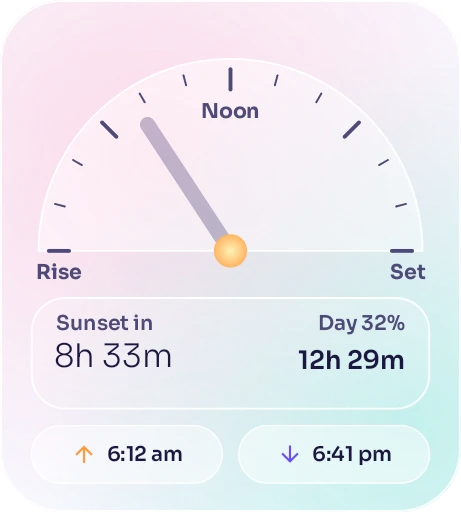 Noon
Rise
Set
Sunset in
Day 32%
8h 33m
12h 29m
6:12 am
6:41 pm